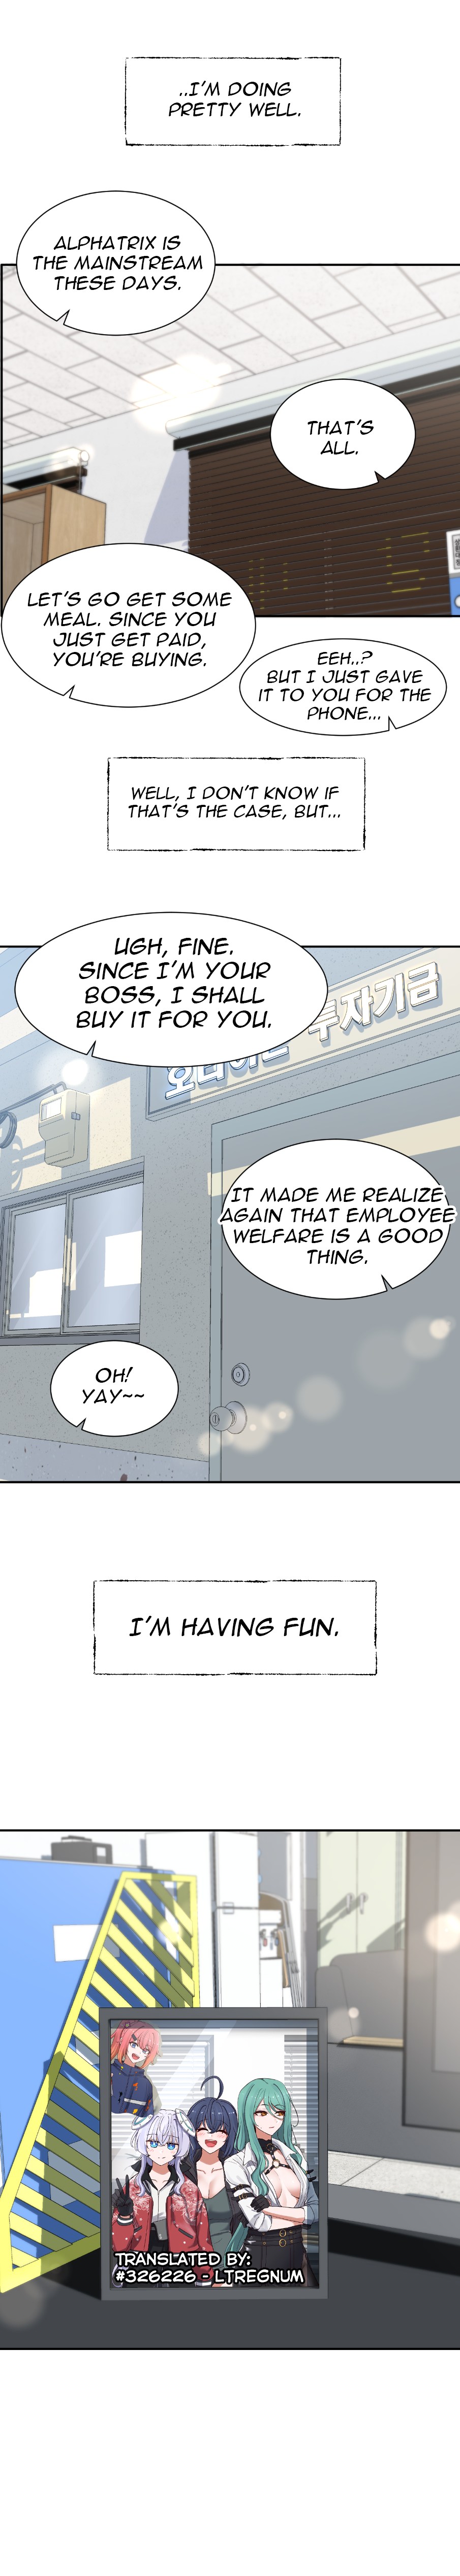 ..I'M DOING
PRETTY WELL.
ALPHATRIX IS
THE MAINSTREAM
THESE DAYS.
THAT'S
ALL.
LET'S GO GET SOME
MEAL. SINCE YOU
JUST GET PAID,
YOU'RE BUYING.
EEH..?
BUT I JUST GAVE
IT TO YOU FOR THE
PHONE...
WELL, I DON'T KNOW IF
THAT'S THE CASE, BUT...
UGH, FINE.
SINCE I'M YOUR
BOSS, I SHALL
BUY IT FOR YOU.
투자기금
IT MADE ME REALIZE
AGAIN THAT EMPLOYEE
WELFARE IS A GOOD
THING.
OH!
YAY~~
I'M HAVING FUN.
TRANSLATED BY:
#326226 - LTREGNUM